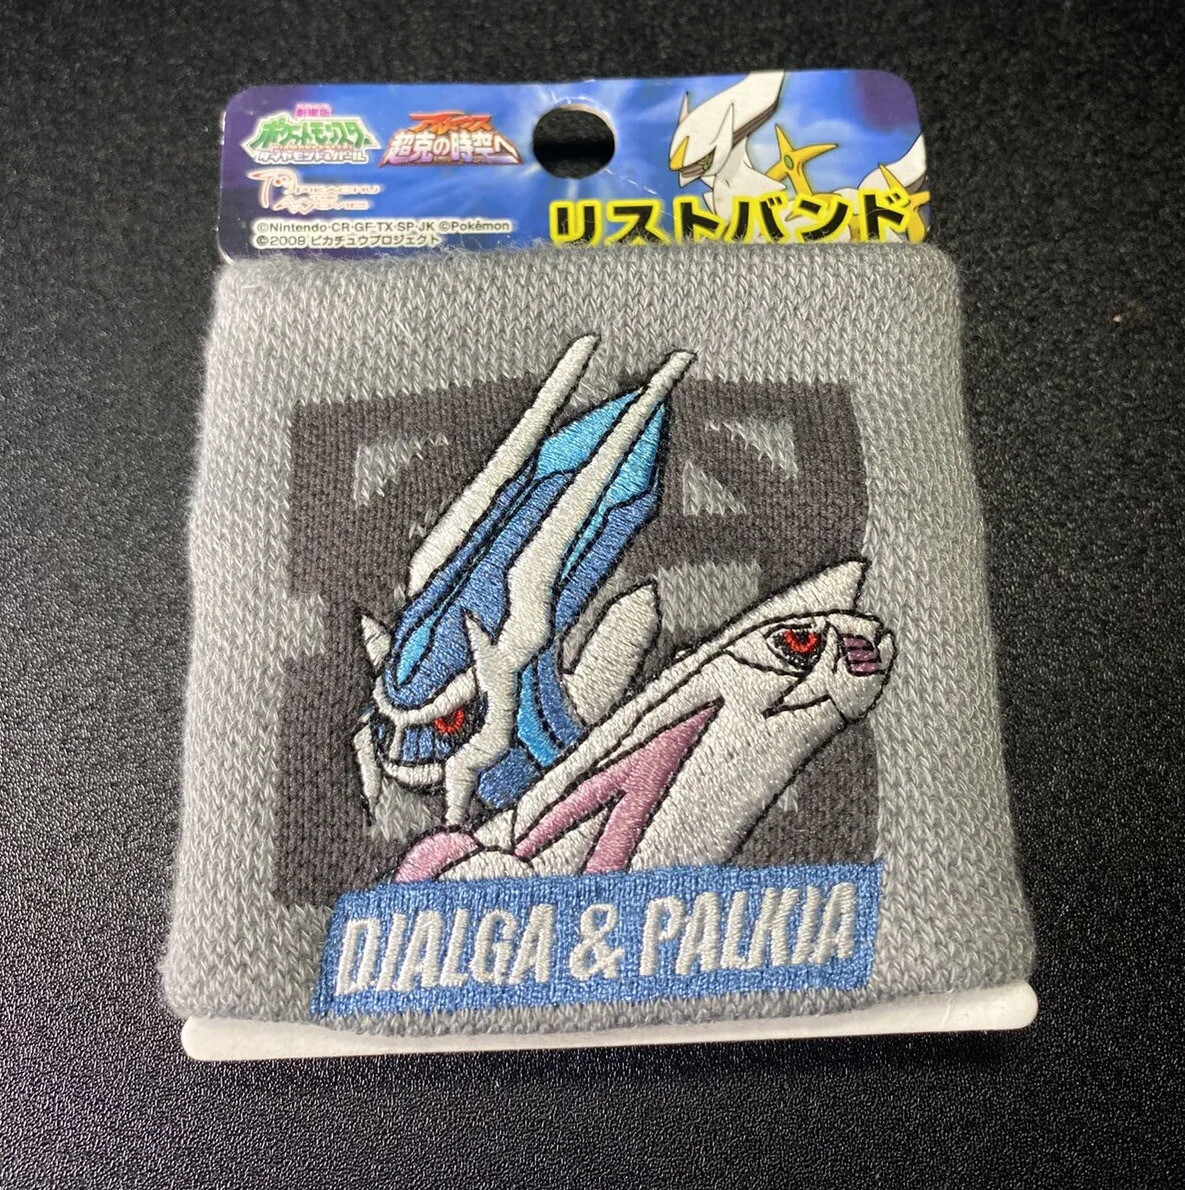 劇場版
ポケットモンスター
ダイヤモンド&パール
アルセウス
超克の時空へ
PIKACHU
THE MOVIE
©Nintendo·CR·GF·TX·SP·JK ©Pokémon
©2009 ピカチュウプロジェクト
リストバンド
DIALGA & PALKIA